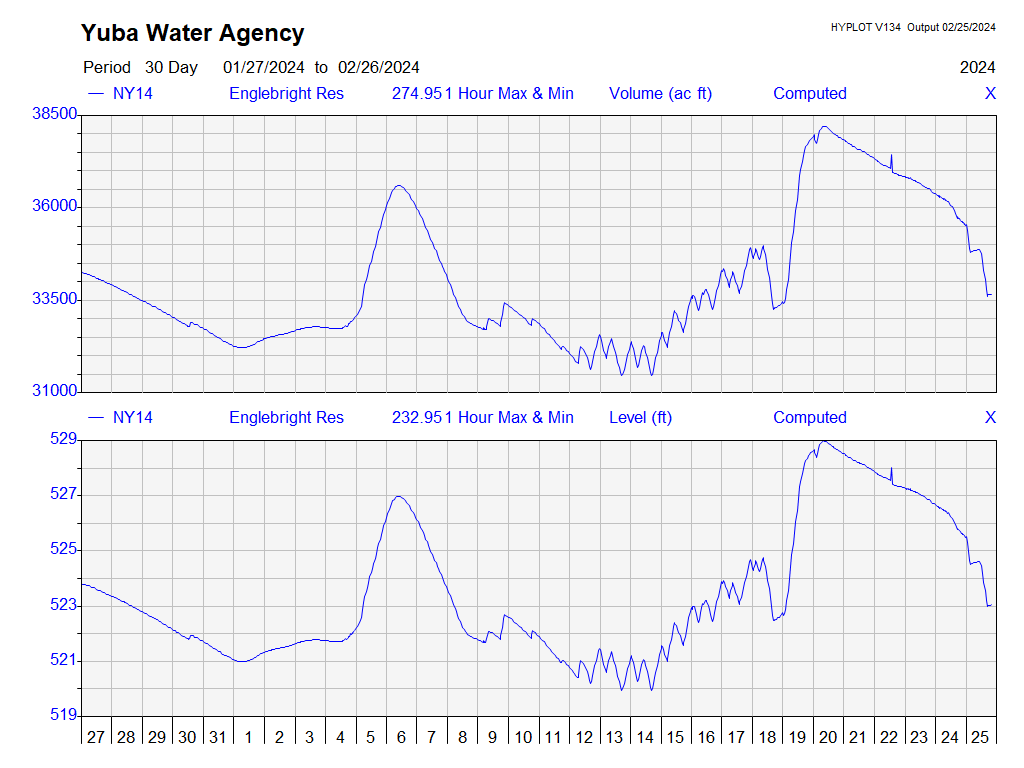 Yuba Water Agency
HYPLOT V134 Output 02/25/2024
Period 30 Day 01/27/2024 to 02/26/2024 2024
NY14 Englebright Res 274.951 Hour Max & Min Volume (ac ft) Computed X
38500
36000
33500
31000
NY14 Englebright Res 232.951 Hour Max & Min Level (ft) Computed X
529
527
525
523
521
519
27 28 29 30 31 1 2 3 4 5 6 7 8 9 10 11 12 13 14 15 16 17 18 19 20 21 22 23 24 25